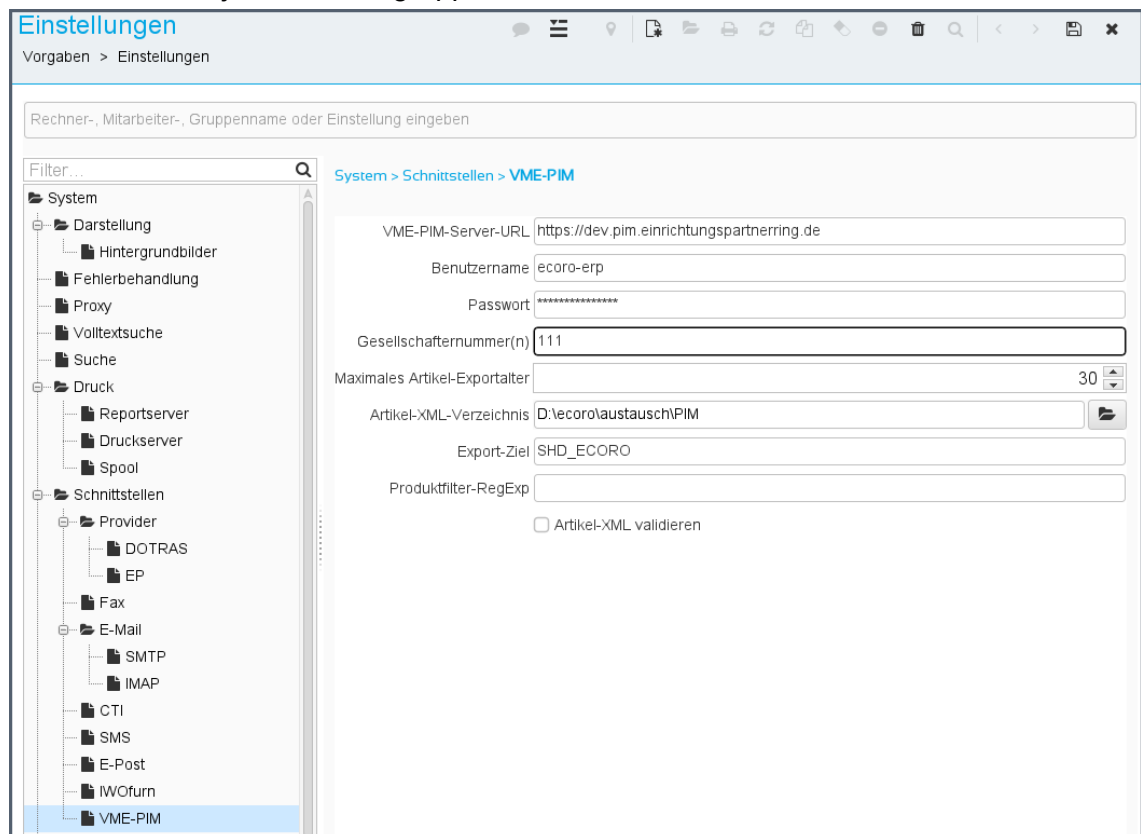 Einstellungen
Vorgaben > Einstellungen
Rechner-, Mitarbeiter-, Gruppenname oder Einstellung eingeben
Filter...
System
Darstellung
Hintergrundbilder
Fehlerbehandlung
Proxy
Volltextsuche
Suche
Druck
Reportserver
Druckserver
Spool
Schnittstellen
Provider
DOTRAS
EP
Fax
E-Mail
SMTP
IMAP
CTI
SMS
E-Post
IWOfurn
VME-PIM
System > Schnittstellen > VME-PIM
VME-PIM-Server-URL https://dev.pim.einrichtungspartnerring.de
Benutzername ecoro-erp
Passwort ***************
Gesellschafternummer(n) 111
Maximales Artikel-Exportalter 30
Artikel-XML-Verzeichnis D:\ecoro\austausch\PIM
Export-Ziel SHD_ECORO
Produktfilter-RegExp
Artikel-XML validieren